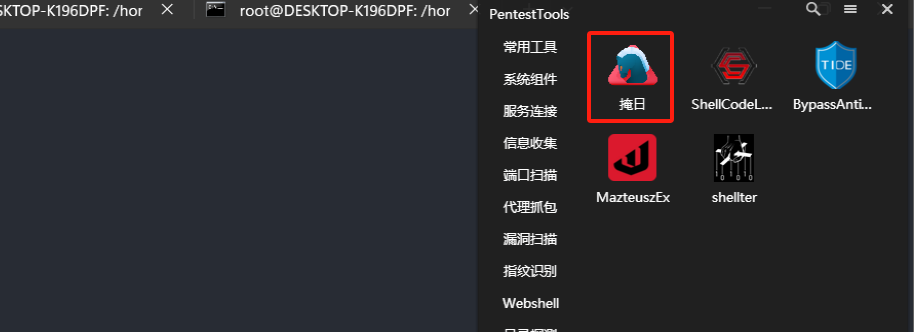 SKTOP-K196DPF: /hor
root@DESKTOP-K196DPF: /hor
PentestTools
常用工具
系统组件
服务连接
信息收集
端口扫描
代理抓包
漏洞扫描
指纹识别
Webshell
掩日
ShellCodeL...
TIDE
BypassAnti...
MazteuszEx
shellter